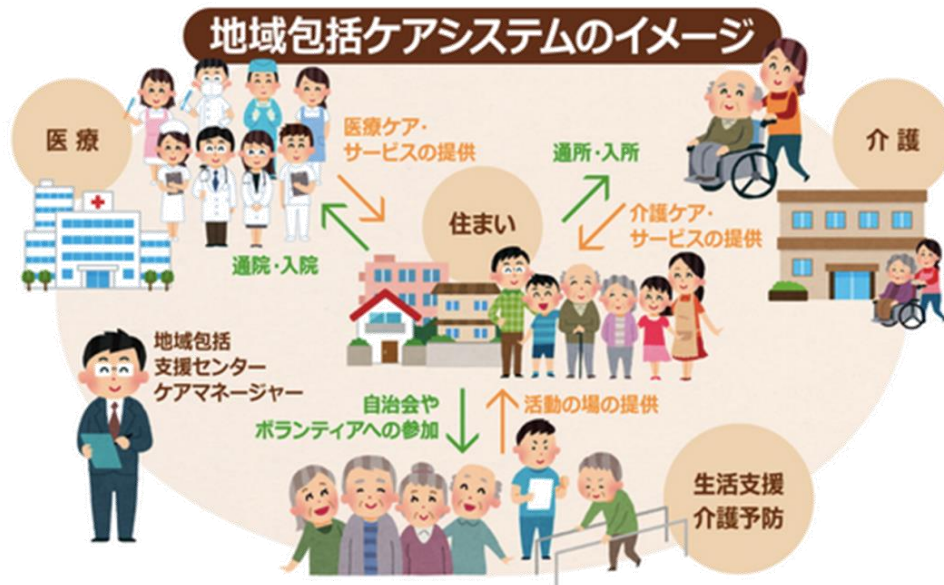 地域包括ケアシステムのイメージ
医療
医療ケア・
サービスの提供
通院・入院
住まい
通所・入所
介護ケア・
サービスの提供
介護
地域包括
支援センター
ケアマネージャー
自治会や
ボランティアへの参加
活動の場の提供
生活支援
介護予防